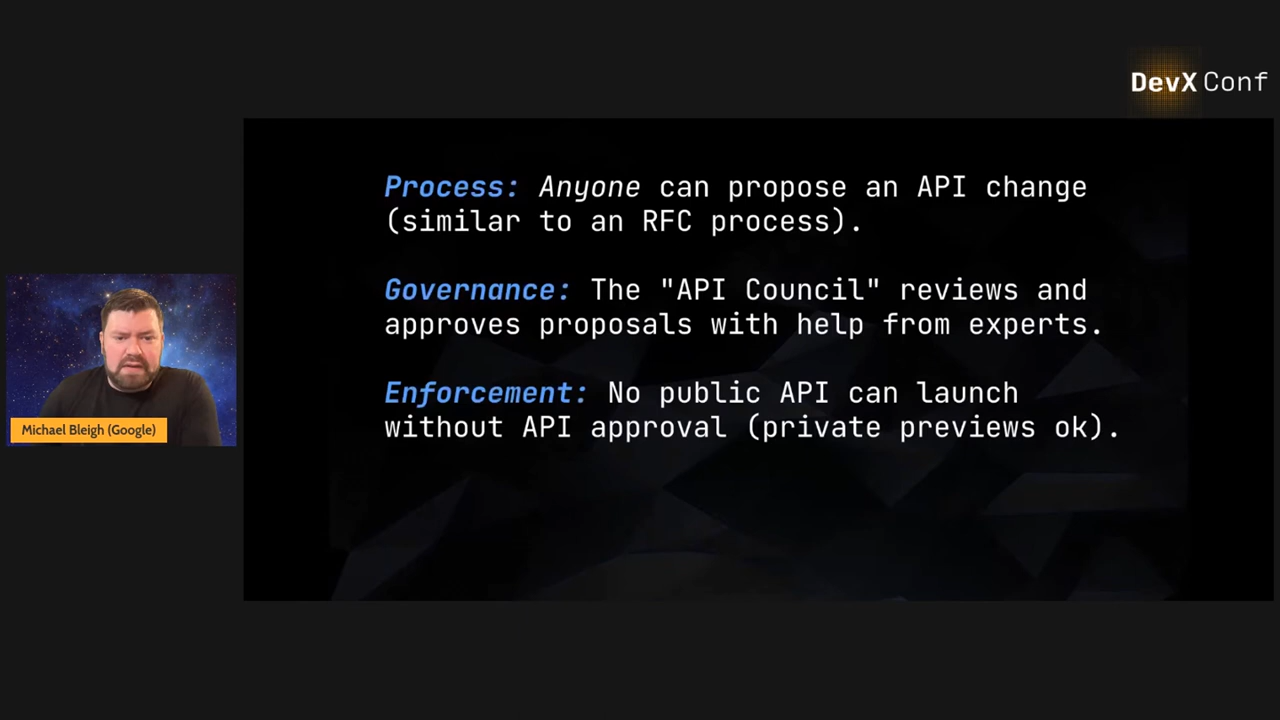 DevX Conf
Process: Anyone can propose an API change
(similar to an RFC process).
Governance: The "API Council" reviews and
approves proposals with help from experts.
Enforcement: No public API can launch
without API approval (private previews ok).
Michael Bleigh (Google)